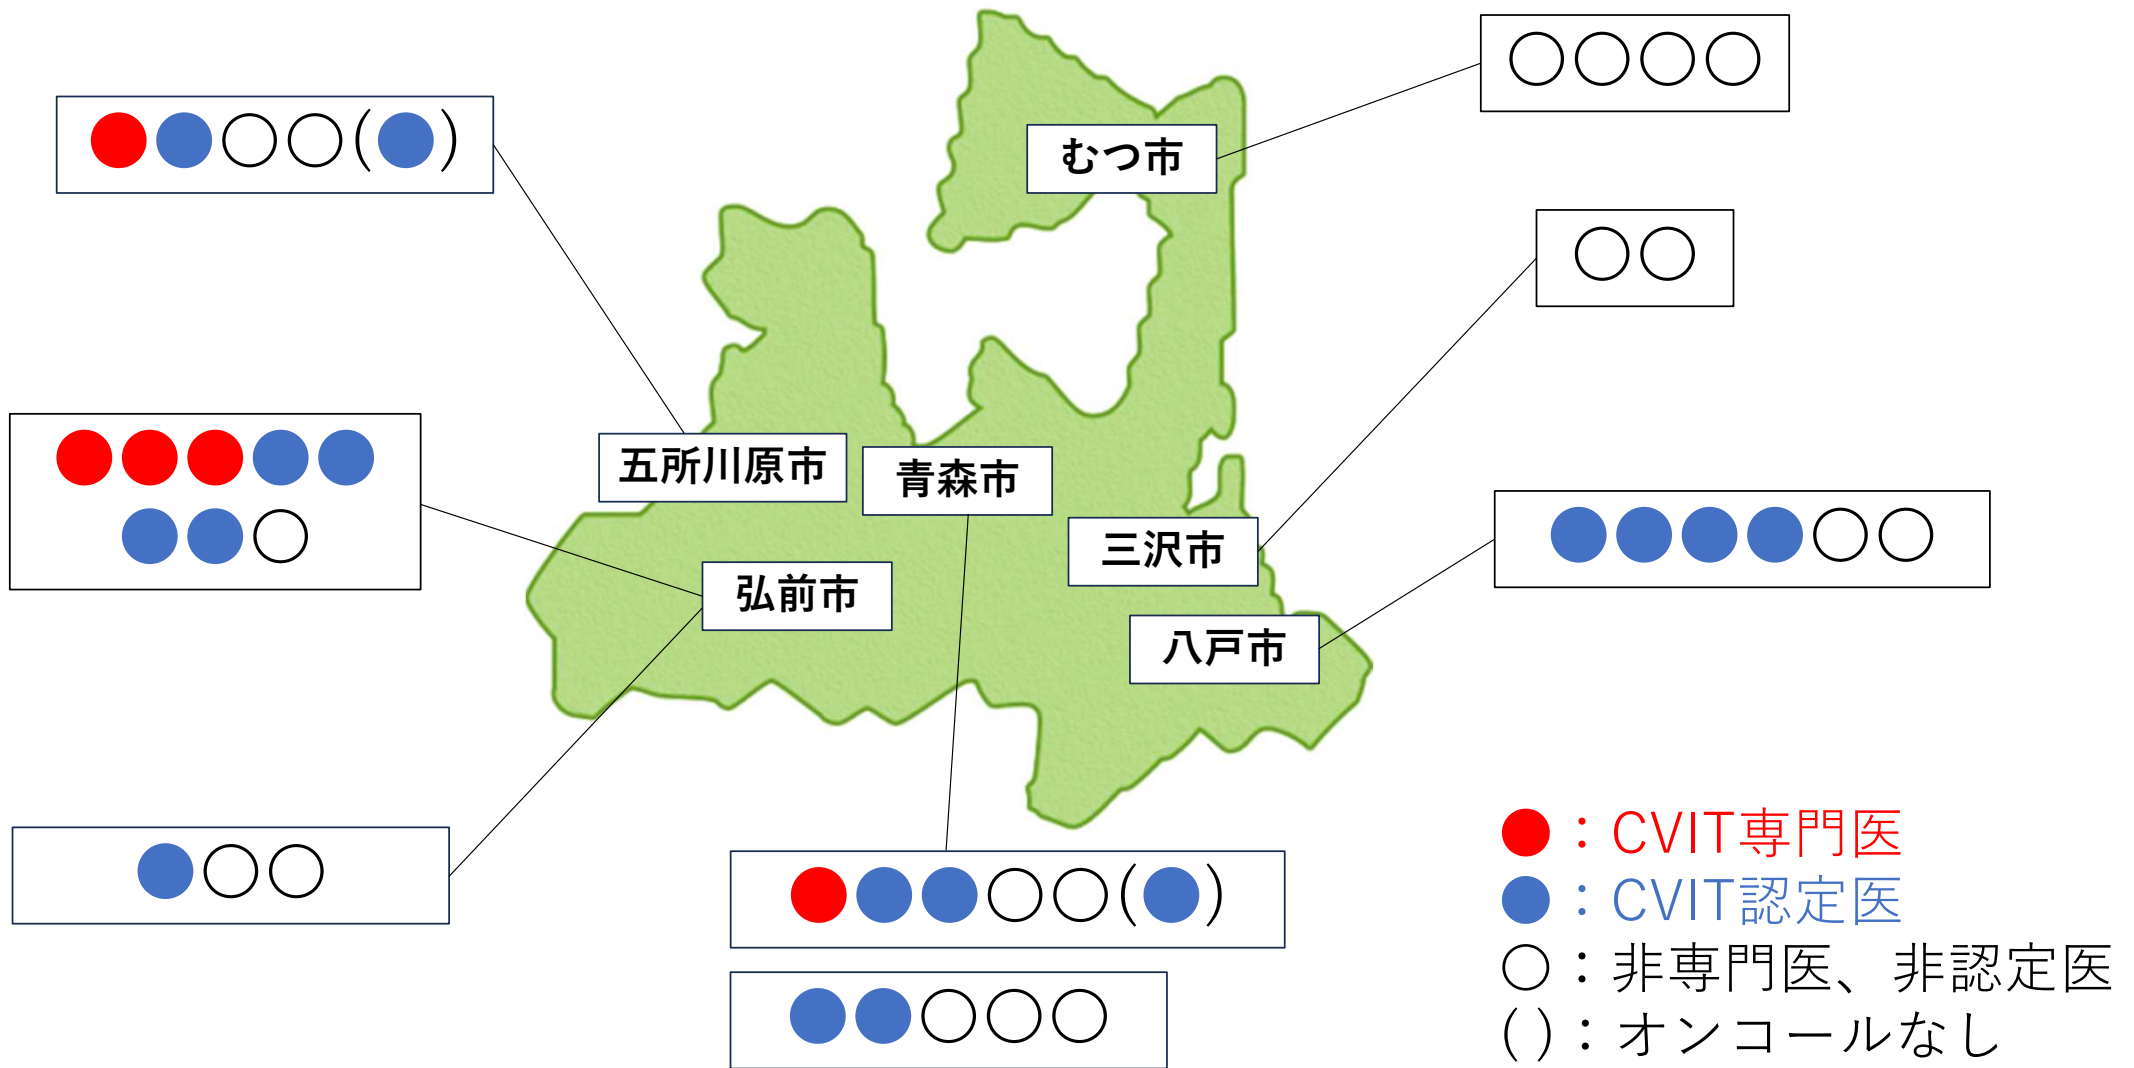 むつ市
五所川原市
青森市
三沢市
弘前市
八戸市
( )
( )
：CVIT専門医
：CVIT認定医
：非専門医、非認定医
( )：オンコールなし